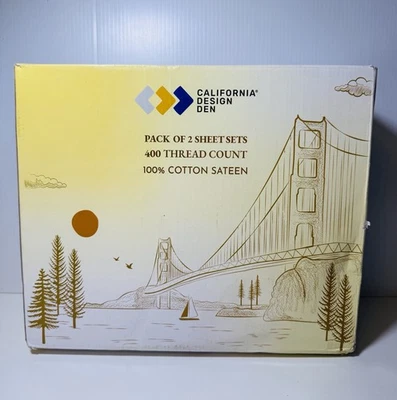 CALIFORNIA®
DESIGN
DEN
PACK OF 2 SHEET SETS
400 THREAD COUNT
100% COTTON SATEEN